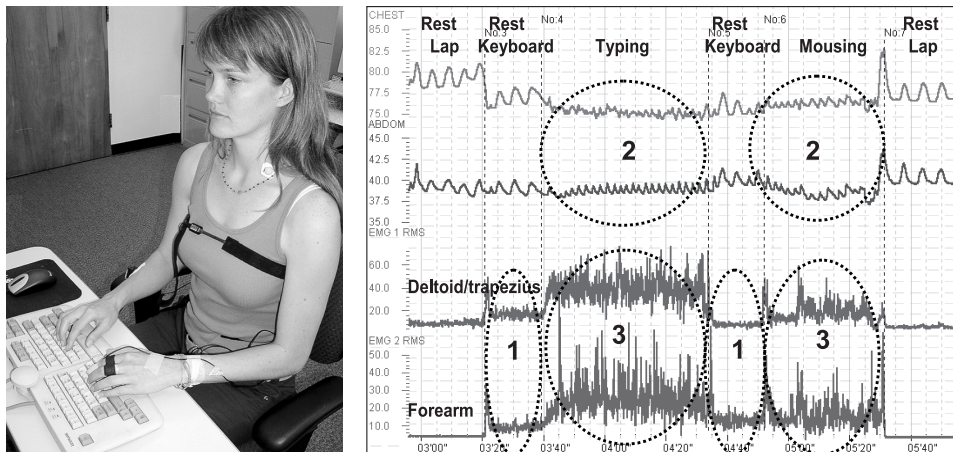 CHEST
Rest Lap
Rest Keyboard
Typing
Rest Keyboard
Mousing
Rest Lap
No:3
No:4
No:5
No:6
No:7
85.0
82.5
80.0
77.5
75.0
ABDOM
45.0
42.5
40.0
37.5
35.0
2
2
EMG 1 RMS
60.0
40.0
20.0
Deltoid/trapezius
EMG 2 RMS
50.0
40.0
30.0
20.0
10.0
Forearm
1
3
1
3
03'00" 03'20" 03'40" 04'00" 04'20" 04'40" 05'00" 05'20" 05'40"